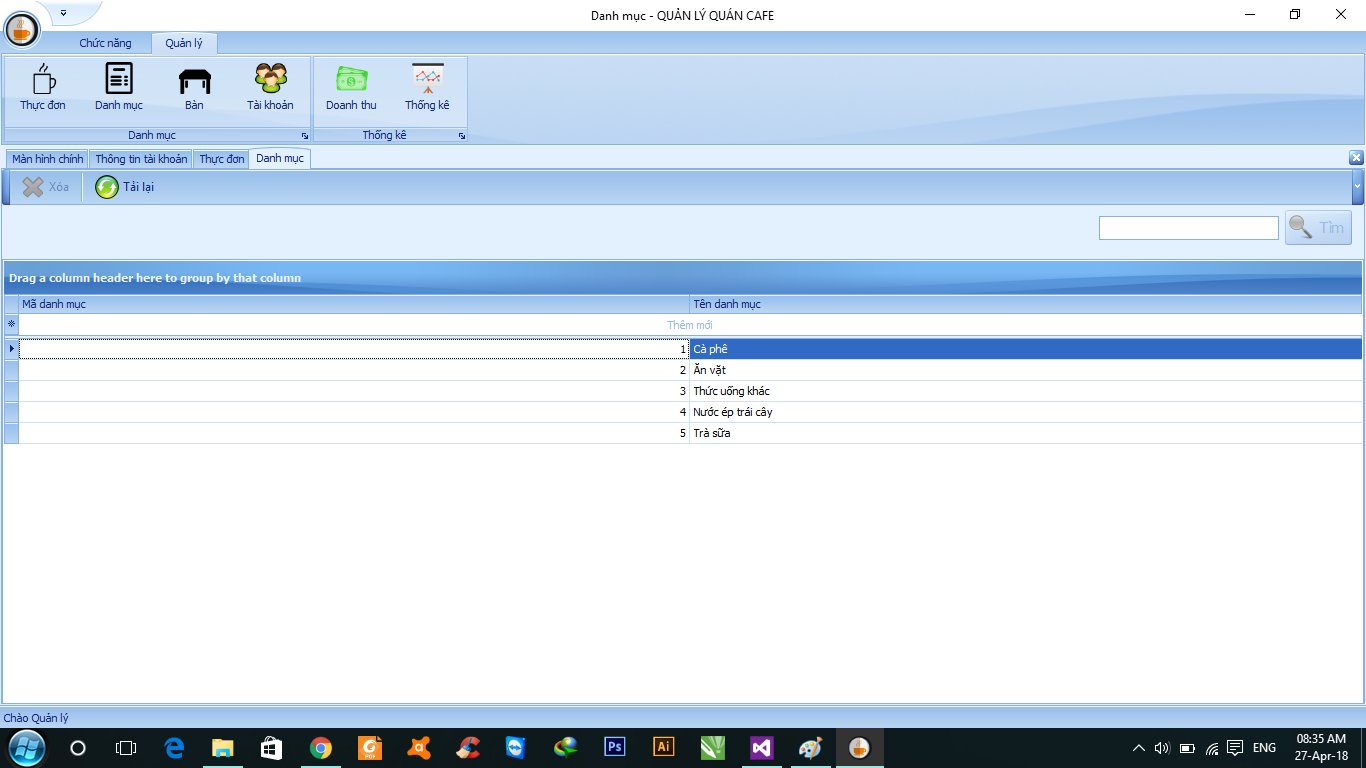 Danh mục - QUẢN LÝ QUÁN CAFE
Chức năng Quản lý
Thực đơn Danh mục Bàn Tài khoản Doanh thu Thống kê
Danh mục Thống kê
Màn hình chính Thông tin tài khoản Thực đơn Danh mục
Xóa Tải lại
Tìm
Drag a column header here to group by that column
Mã danh mục Tên danh mục
Thêm mới
1 Cà phê
2 Ăn vặt
3 Thức uống khác
4 Nước ép trái cây
5 Trà sữa
Chào Quản lý
PDF Ps Ai ENG 08:35 AM
27-Apr-18